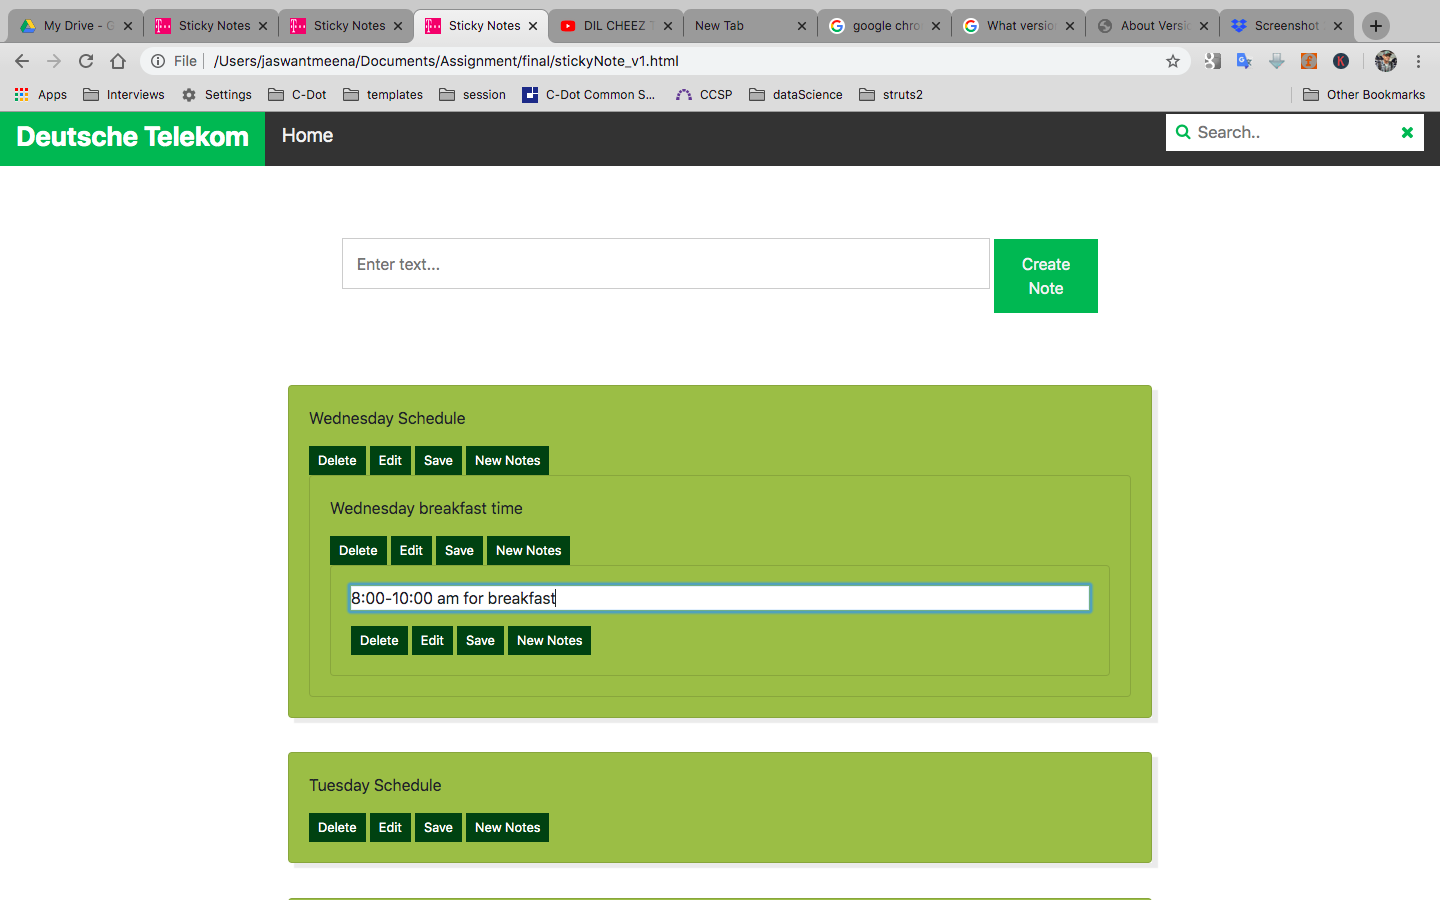 My Drive - G
Sticky Notes
Sticky Notes
Sticky Notes
DIL CHEEZ T
New Tab
google chro
What versio
About Versio
Screenshot
File
/Users/jaswantmeena/Documents/Assignment/final/stickyNote_v1.html
Apps
Interviews
Settings
C-Dot
templates
session
C-Dot Common S...
CCSP
dataScience
struts2
Other Bookmarks
Deutsche Telekom
Home
Search..
Enter text...
Create
Note
Wednesday Schedule
Delete Edit Save New Notes
Wednesday breakfast time
Delete Edit Save New Notes
8:00-10:00 am for breakfast
Delete Edit Save New Notes
Tuesday Schedule
Delete Edit Save New Notes